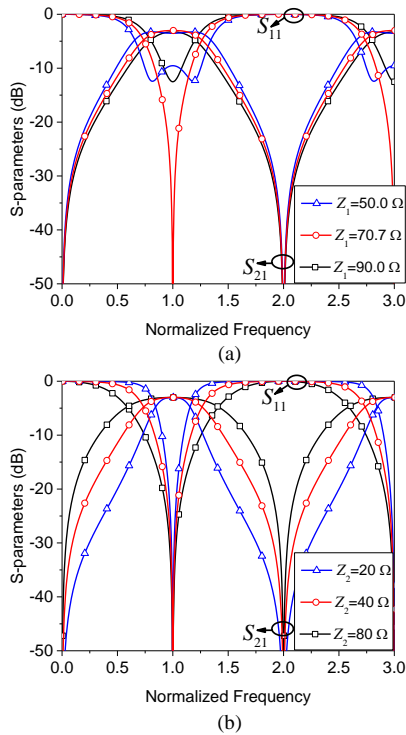 0
-10
-20
-30
-40
-50
S-parameters (dB)
S11
S21
Z1=50.0 Ω
Z1=70.7 Ω
Z1=90.0 Ω
0.0 0.5 1.0 1.5 2.0 2.5 3.0
Normalized Frequency
(a)
0
-10
-20
-30
-40
-50
S-parameters (dB)
S11
S21
Z2=20 Ω
Z2=40 Ω
Z2=80 Ω
0.0 0.5 1.0 1.5 2.0 2.5 3.0
Normalized Frequency
(b)